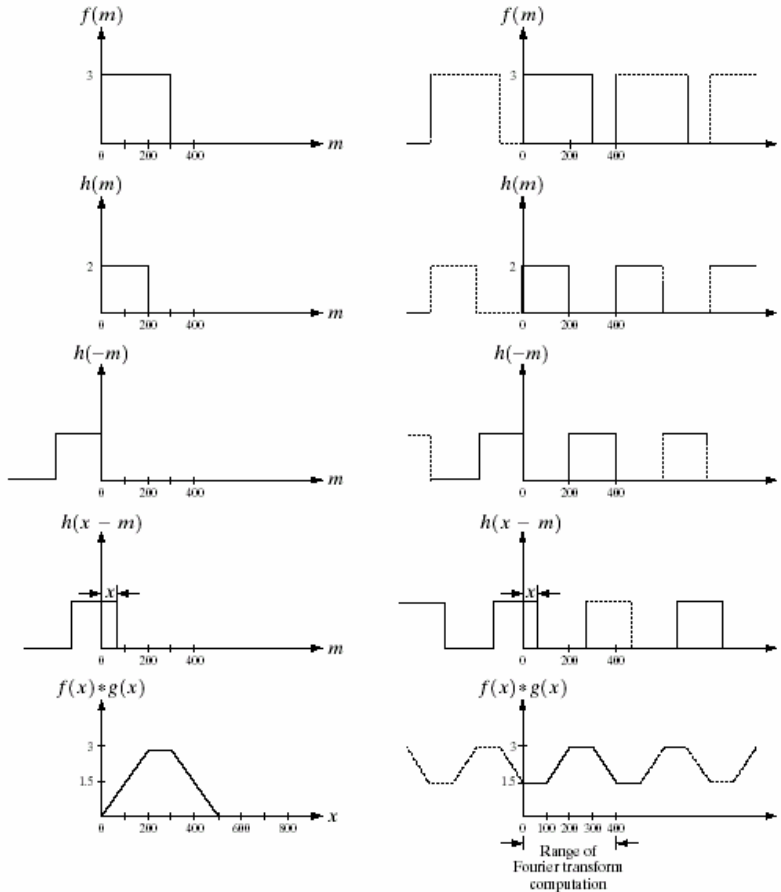 f(m)
3
0 200 400 m
f(m)
3
0 200 400
h(m)
2
0 200 400 m
h(m)
2
0 200 400
h(−m)
0 200 400 m
h(−m)
0 200 400
h(x − m)
x
0 200 400 m
h(x − m)
x
0 200 400
f(x)*g(x)
3
1.5
0 200 400 600 800 x
f(x)*g(x)
3
1.5
0 100 200 300 400
Range of
Fourier transform
computation